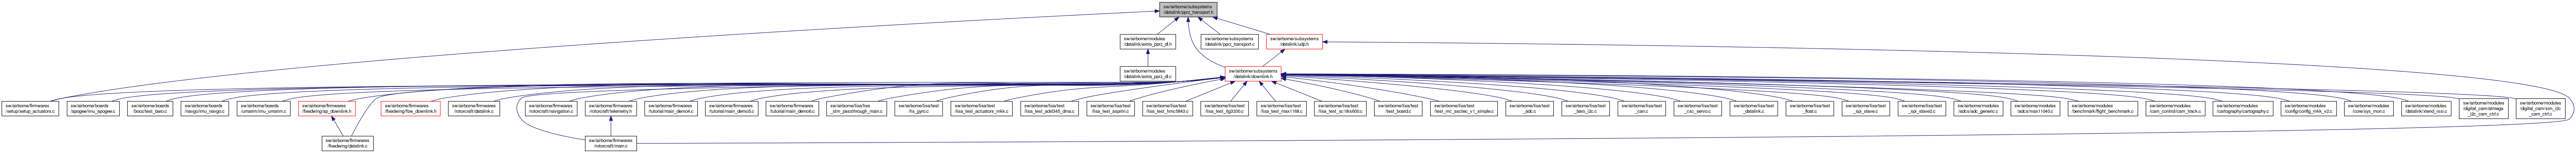 sw/airborne/subsystems
/datalink/pprz_transport.h
sw/airborne/modules
/datalink/extra_pprz_dl.h
sw/airborne/subsystems
/datalink/pprz_transport.c
sw/airborne/subsystems
/datalink/udp.h
sw/airborne/modules
/datalink/extra_pprz_dl.c
sw/airborne/subsystems
/datalink/downlink.h
sw/airborne/firmwares
/setup/setup_actuators.c
sw/airborne/boards
/apogee/imu_apogee.c
sw/airborne/boards
/booz/test_baro.c
sw/airborne/boards
/navgo/imu_navgo.c
sw/airborne/boards
/umarim/imu_umarim.c
sw/airborne/firmwares
/fixedwing/ap_downlink.h
sw/airborne/firmwares
/fixedwing/fbw_downlink.h
sw/airborne/firmwares
/rotorcraft/datalink.c
sw/airborne/firmwares
/rotorcraft/navigation.c
sw/airborne/firmwares
/rotorcraft/telemetry.h
sw/airborne/firmwares
/tutorial/main_demo4.c
sw/airborne/firmwares
/tutorial/main_demo5.c
sw/airborne/firmwares
/tutorial/main_demo6.c
sw/airborne/lisa/lisa
_stm_passthrough_main.c
sw/airborne/lisa/test
/hs_gyro.c
sw/airborne/lisa/test
/lisa_test_actuators_mkk.c
sw/airborne/lisa/test
/lisa_test_adxl345_dma.c
sw/airborne/lisa/test
/lisa_test_aspirin.c
sw/airborne/lisa/test
/lisa_test_hmc5843.c
sw/airborne/lisa/test
/lisa_test_itg3200.c
sw/airborne/lisa/test
/lisa_test_max1168.c
sw/airborne/lisa/test
/lisa_test_sc18is600.c
sw/airborne/lisa/test
/test_board.c
sw/airborne/lisa/test
/test_mc_asctec_v1_simple.c
sw/airborne/lisa/test
_adc.c
sw/airborne/lisa/test
_baro_i2c.c
sw/airborne/lisa/test
_can.c
sw/airborne/lisa/test
_csc_servo.c
sw/airborne/lisa/test
_datalink.c
sw/airborne/lisa/test
_float.c
sw/airborne/lisa/test
_spi_slave.c
sw/airborne/lisa/test
_spi_slave2.c
sw/airborne/modules
/adcs/adc_generic.c
sw/airborne/modules
/adcs/max11040.c
sw/airborne/modules
/benchmark/flight_benchmark.c
sw/airborne/modules
/cam_control/cam_track.c
sw/airborne/modules
/cartography/cartography.c
sw/airborne/modules
/config/config_mkk_v2.c
sw/airborne/modules
/core/sys_mon.c
sw/airborne/modules
/datalink/xtend_rssi.c
sw/airborne/modules
/digital_cam/atmega
_i2c_cam_ctrl.c
sw/airborne/modules
/digital_cam/sim_i2c
_cam_ctrl.c
sw/airborne/firmwares
/fixedwing/datalink.c
sw/airborne/firmwares
/rotorcraft/main.c